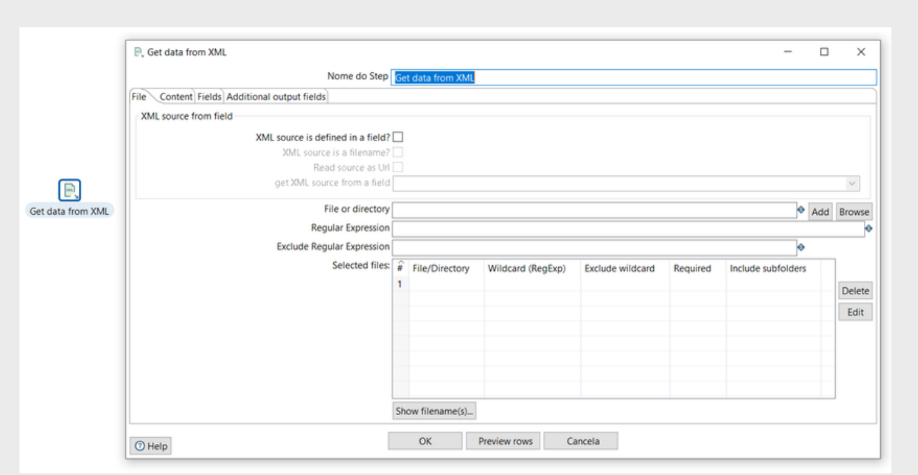 Get data from XML
Nome do Step Get data from XML
File Content Fields Additional output fields
XML source from field
XML source is defined in a field?
XML source is a filename?
Read source as Url
get XML source from a field
File or directory Add Browse
Regular Expression
Exclude Regular Expression
Selected files: # File/Directory Wildcard (RegExp) Exclude wildcard Required Include subfolders
1
Delete
Edit
Get data from XML
Show filename(s)...
OK Preview rows Cancela
Help